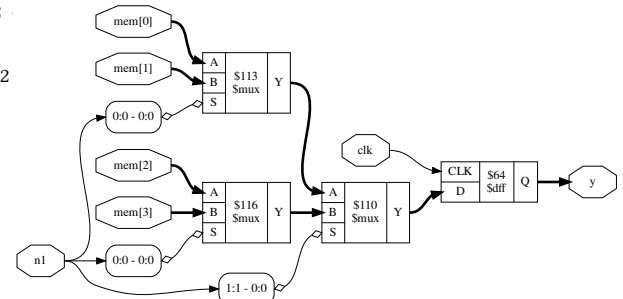 2
mem[0]
mem[1]
0:0 - 0:0
A
B
S
$113
$mux
Y
mem[2]
mem[3]
0:0 - 0:0
A
B
S
$116
$mux
Y
n1
1:1 - 0:0
A
B
S
$110
$mux
Y
clk
CLK
D
$64
$dff
Q
y